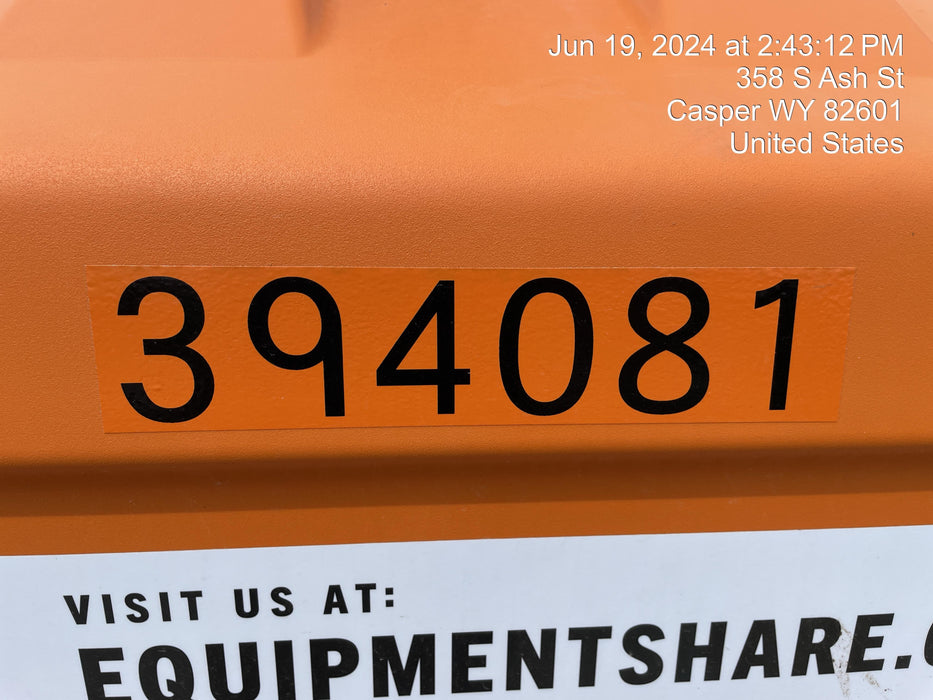 Jun 19, 2024 at 2:43:12 PM
358 S Ash St
Casper WY 82601
United States
394081
VISIT US AT:
EQUIPMENTSHARE.